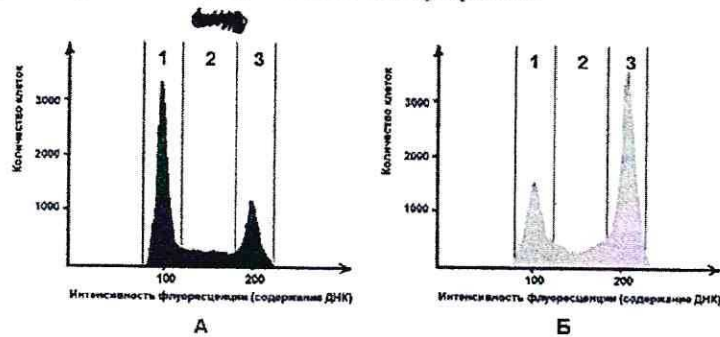 1 2 3
Количество клеток
3000
2000
1000
100 200
Интенсивность флуоресценции (содержание ДНК)
А
1 2 3
Количество клеток
3000
2000
1000
100 200
Интенсивность флуоресценции (содержание ДНК)
Б